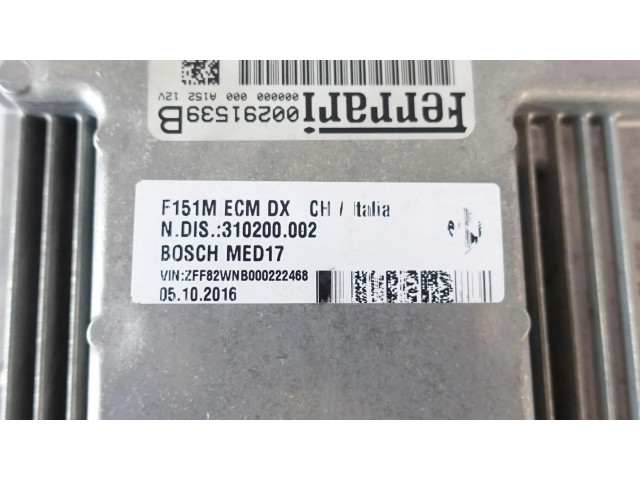 Ferrari
00291539 B
000000 000 A152 12V
F151M ECM DX CH / Italia
N.DIS.:310200.002
BOSCH MED17
VIN:ZFF82WNB000222468
05.10.2016